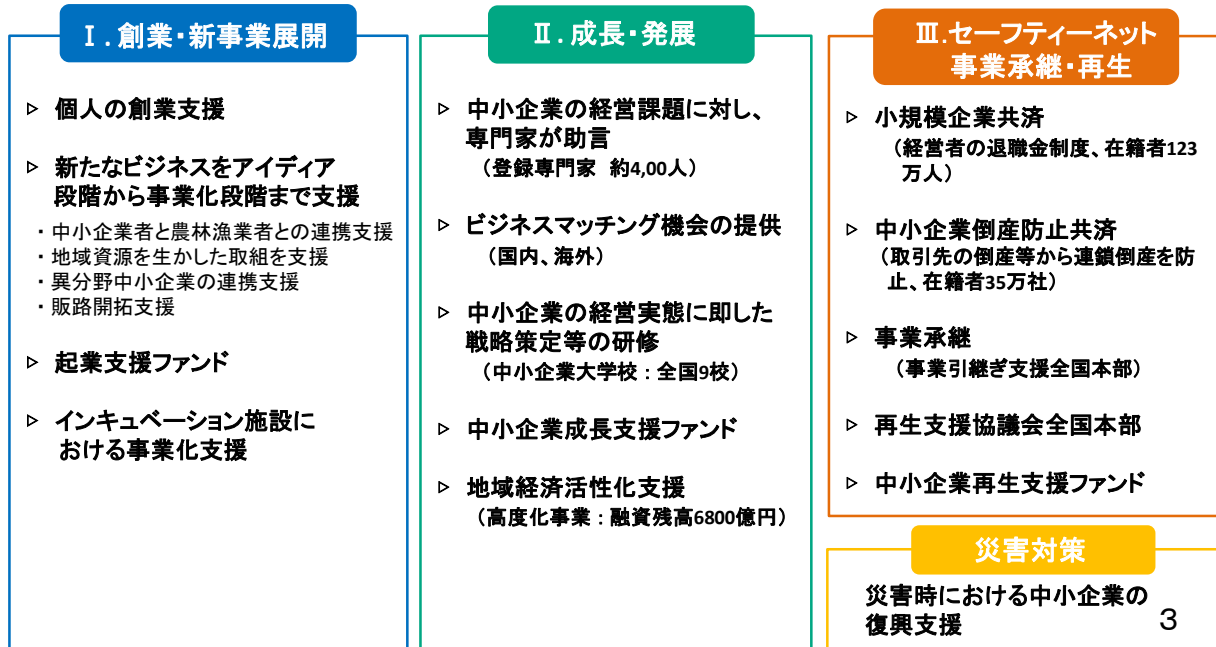 Ⅰ.創業・新事業展開
▷ 個人の創業支援
▷ 新たなビジネスをアイディア
段階から事業化段階まで支援
・中小企業者と農林漁業者との連携支援
・地域資源を生かした取組を支援
・異分野中小企業の連携支援
・販路開拓支援
▷ 起業支援ファンド
▷ インキュベーション施設に
おける事業化支援
Ⅱ.成長・発展
▷ 中小企業の経営課題に対し、
専門家が助言
（登録専門家 約4,00人）
▷ ビジネスマッチング機会の提供
（国内、海外）
▷ 中小企業の経営実態に即した
戦略策定等の研修
（中小企業大学校：全国9校）
▷ 中小企業成長支援ファンド
▷ 地域経済活性化支援
（高度化事業：融資残高6800億円）
Ⅲ.セーフティーネット
事業承継・再生
▷ 小規模企業共済
（経営者の退職金制度、在籍者123
万人）
▷ 中小企業倒産防止共済
（取引先の倒産等から連鎖倒産を防
止、在籍者35万社）
▷ 事業承継
（事業引継ぎ支援全国本部）
▷ 再生支援協議会全国本部
▷ 中小企業再生支援ファンド
災害対策
災害時における中小企業の
復興支援
3